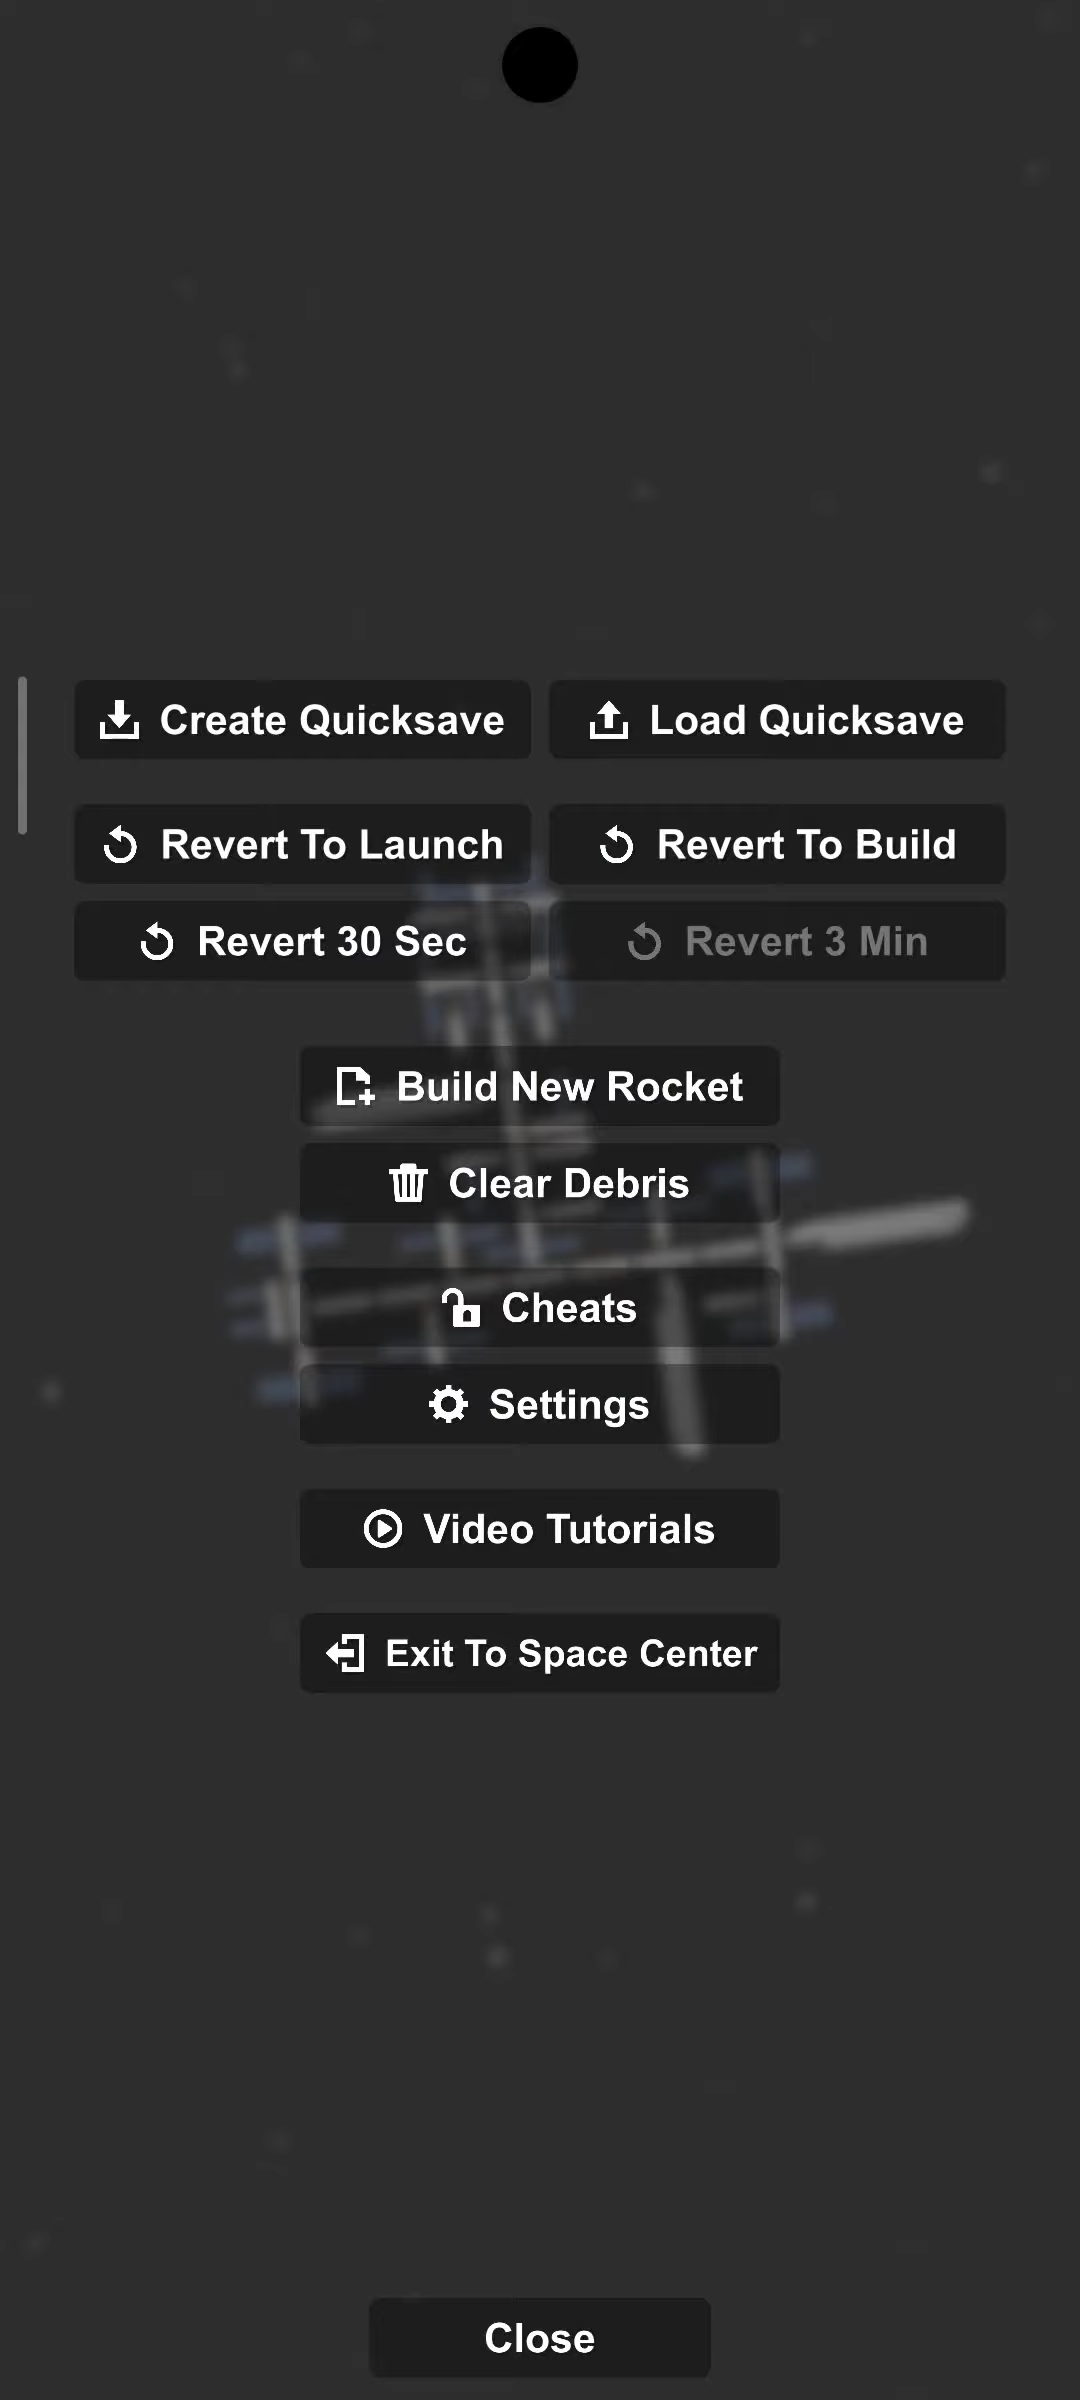 Create Quicksave
Load Quicksave
Revert To Launch
Revert To Build
Revert 30 Sec
Revert 3 Min
Build New Rocket
Clear Debris
Cheats
Settings
Video Tutorials
Exit To Space Center
Close